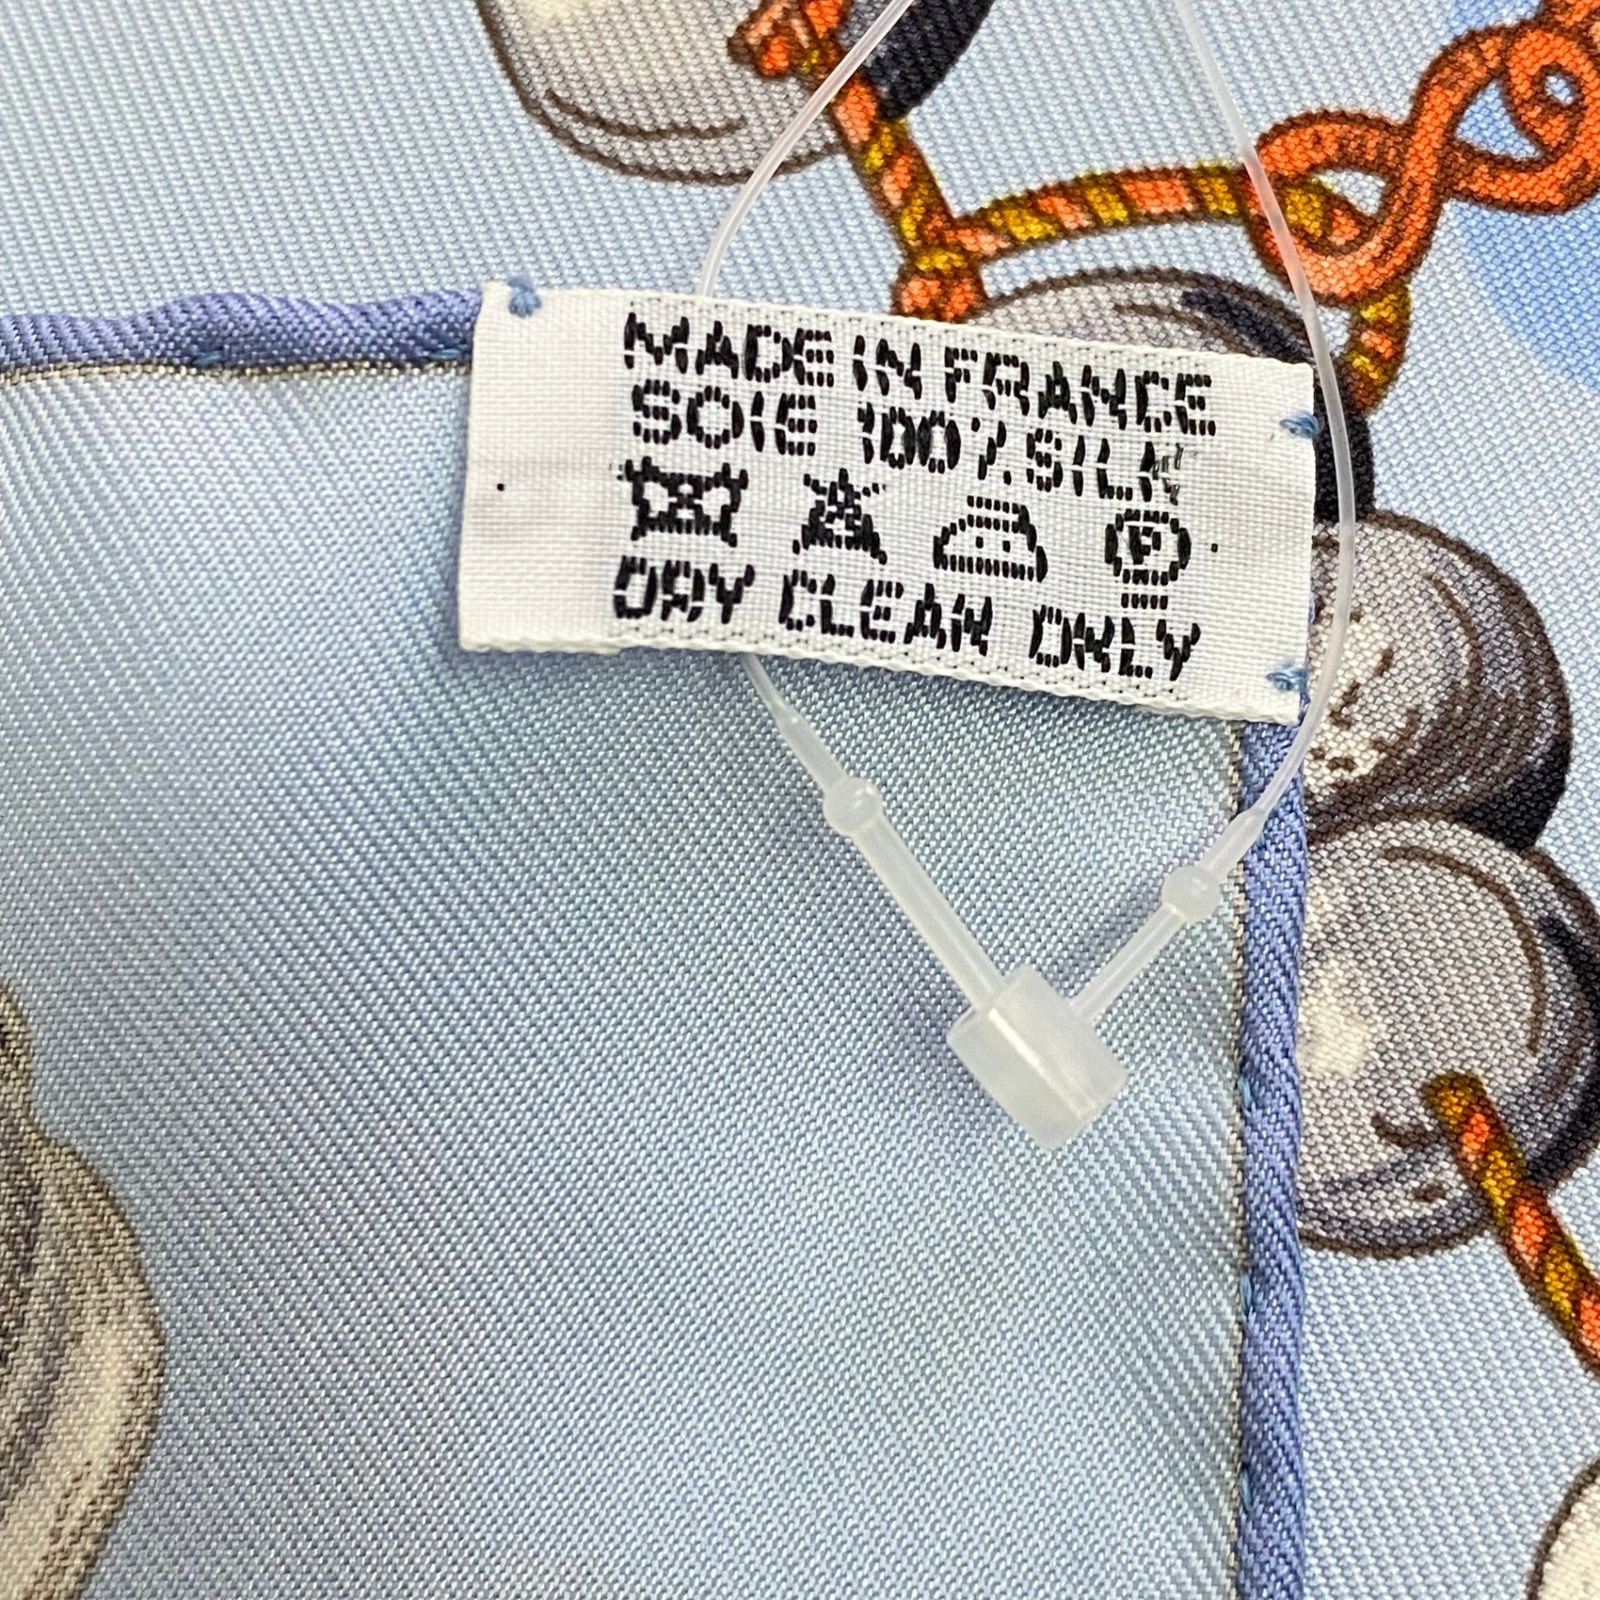 MADE IN FRANCE
SOIE 100% SILK
P
DRY CLEAN ONLY